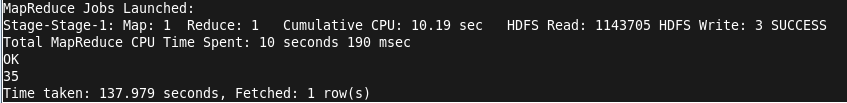 MapReduce Jobs Launched:
Stage-Stage-1: Map: 1  Reduce: 1   Cumulative CPU: 10.19 sec   HDFS Read: 1143705 HDFS Write: 3 SUCCESS
Total MapReduce CPU Time Spent: 10 seconds 190 msec
OK
35
Time taken: 137.979 seconds, Fetched: 1 row(s)